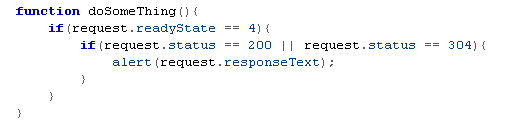 function doSomeThing(){
    if(request.readyState == 4){
        if(request.status == 200 || request.status == 304){
            alert(request.responseText);
        }
    }
}